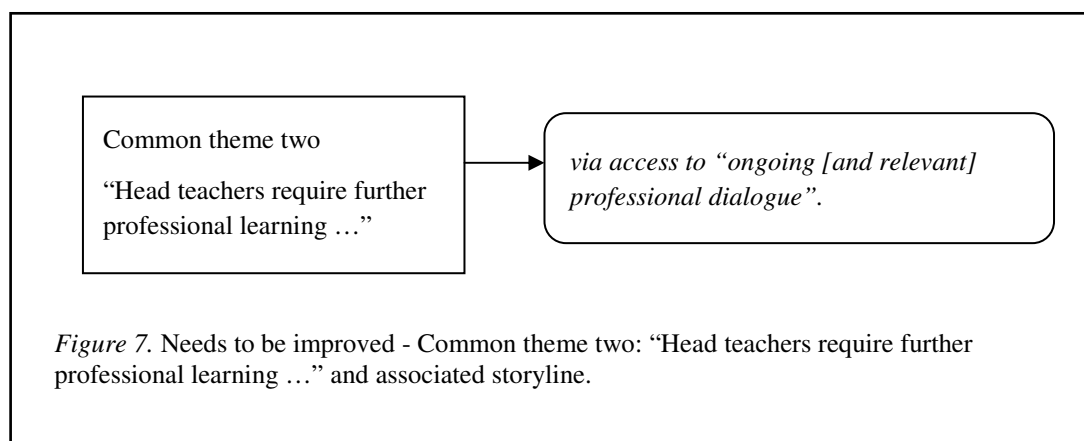 Common theme two
“Head teachers require further
professional learning …”
via access to “ongoing [and relevant]
professional dialogue”.
Figure 7. Needs to be improved - Common theme two: “Head teachers require further
professional learning …” and associated storyline.